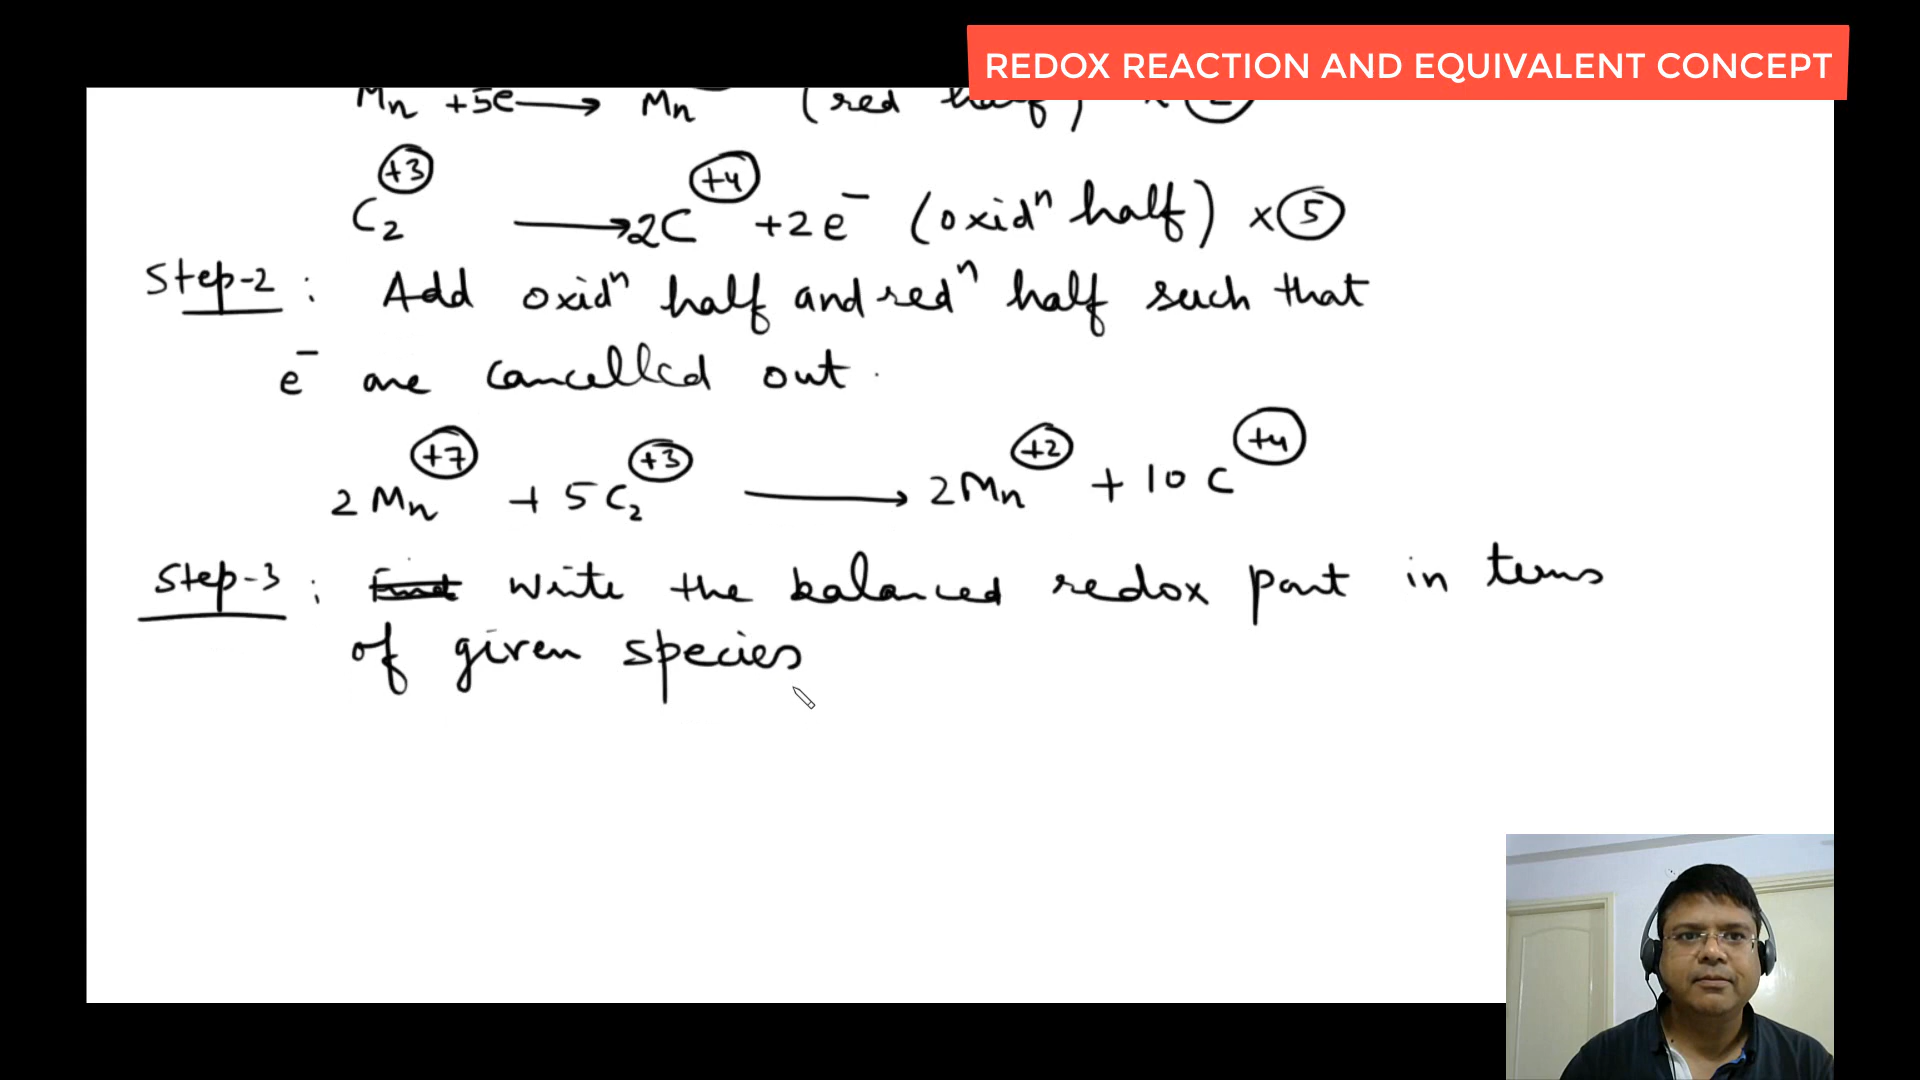 REDOX REACTION AND EQUIVALENT CONCEPT
Mn +5e⟶ Mn (red half) ×
C₂^(+3) ⟶ 2C^(+4) +2e⁻ (oxidⁿ half) ×⑤
Step-2 : Add oxidⁿ half and redⁿ half such that
e⁻ are cancelled out.
2Mn^(+7) + 5C₂^(+3) ⟶ 2Mn^(+2) + 10C^(+4)
Step-3 : Write the balanced redox part in terms
of given species